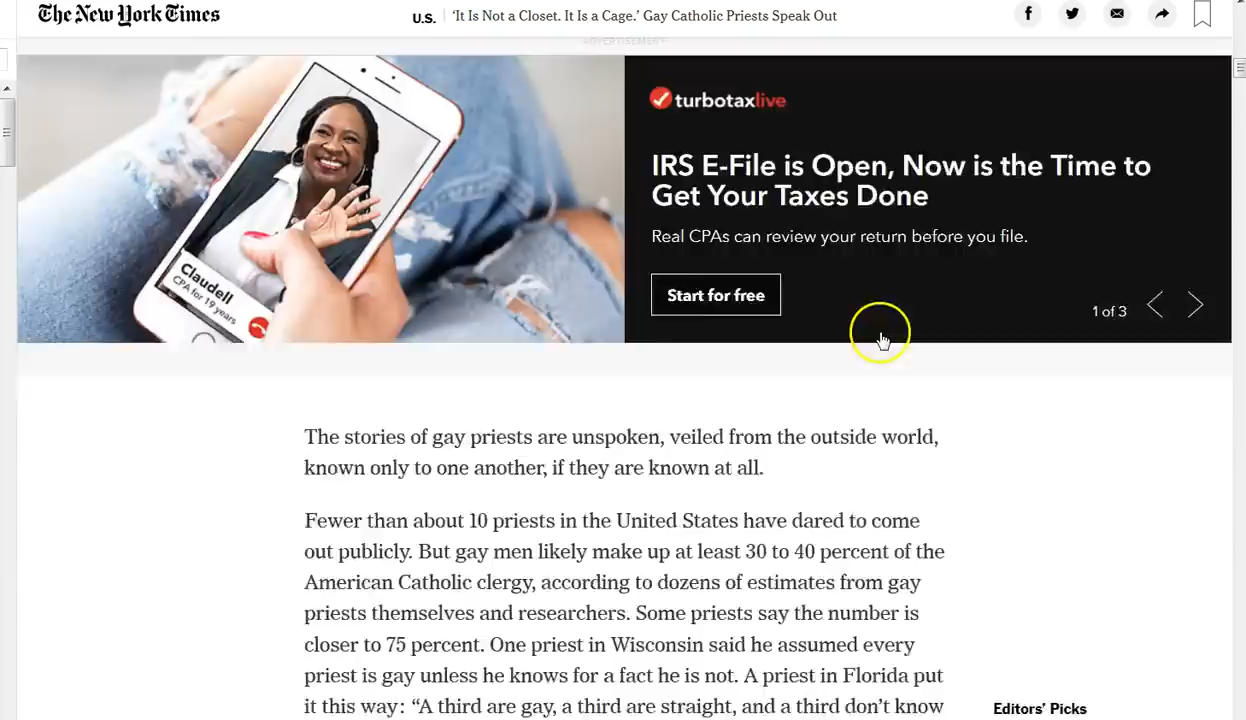 The New York Times
U.S. 'It Is Not a Closet. It Is a Cage.' Gay Catholic Priests Speak Out
ADVERTISEMENT
turbotaxlive
IRS E-File is Open, Now is the Time to
Get Your Taxes Done
Real CPAs can review your return before you file.
Start for free
1 of 3
Claudell
CPA for 19 years
The stories of gay priests are unspoken, veiled from the outside world,
known only to one another, if they are known at all.
Fewer than about 10 priests in the United States have dared to come
out publicly. But gay men likely make up at least 30 to 40 percent of the
American Catholic clergy, according to dozens of estimates from gay
priests themselves and researchers. Some priests say the number is
closer to 75 percent. One priest in Wisconsin said he assumed every
priest is gay unless he knows for a fact he is not. A priest in Florida put
it this way: “A third are gay, a third are straight, and a third don’t know
Editors’ Picks